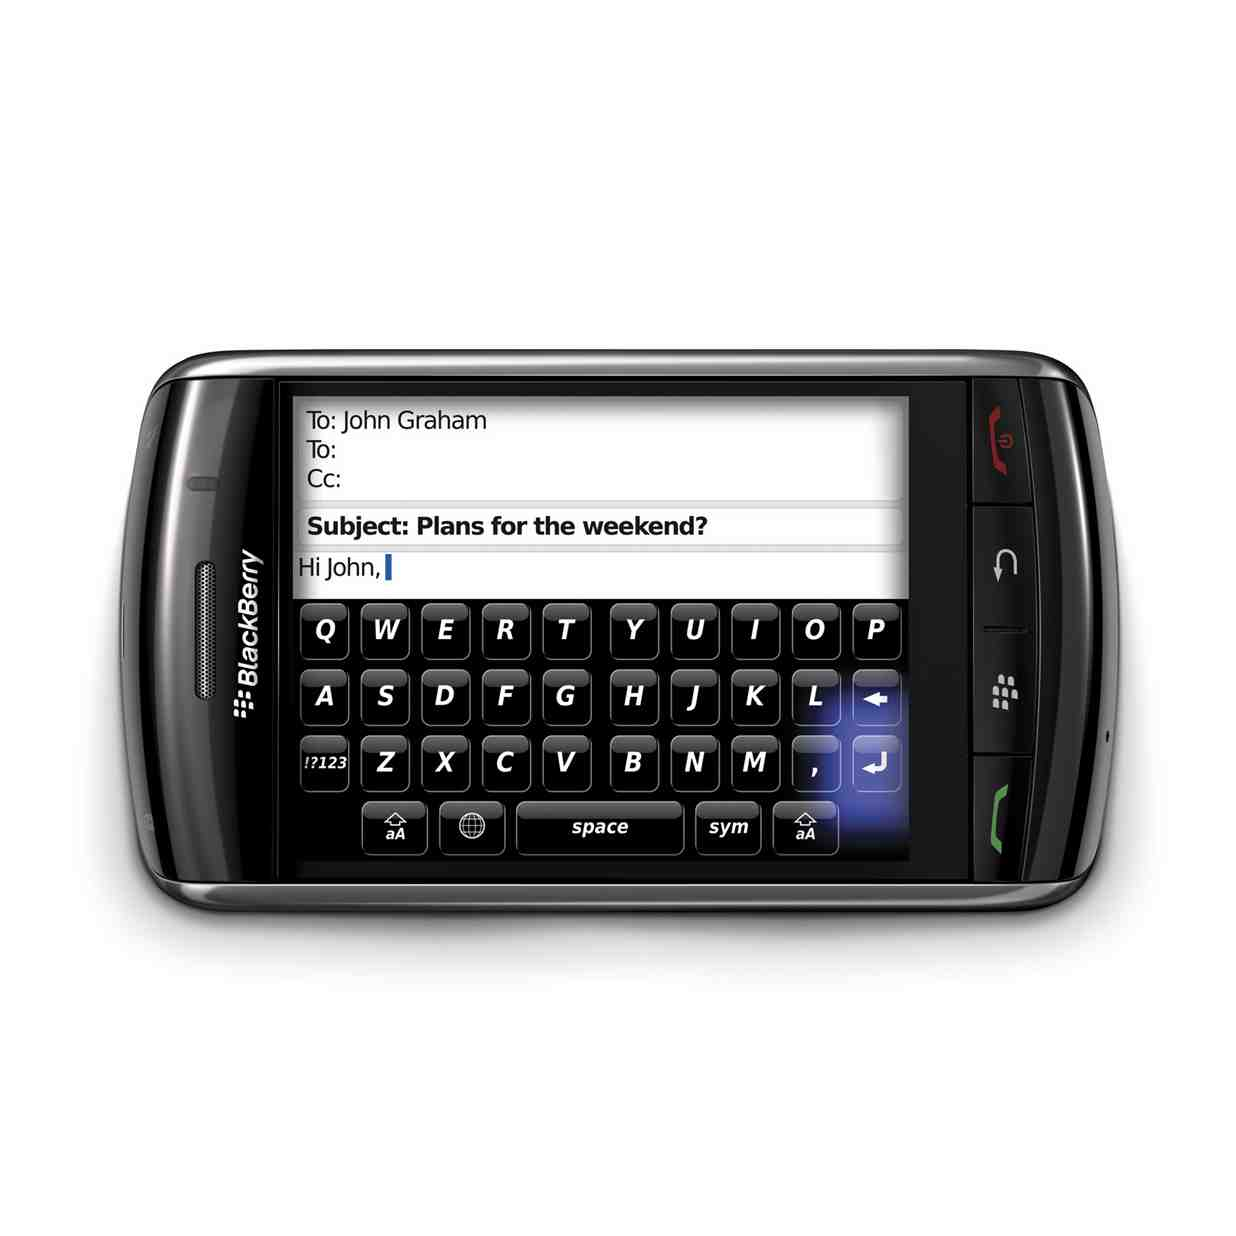 To: John Graham
To:
Cc:
Subject: Plans for the weekend?
Hi John,
BlackBerry
Q W E R T Y U I O P
A S D F G H J K L
!?123 Z X C V B N M ,
aA space sym aA